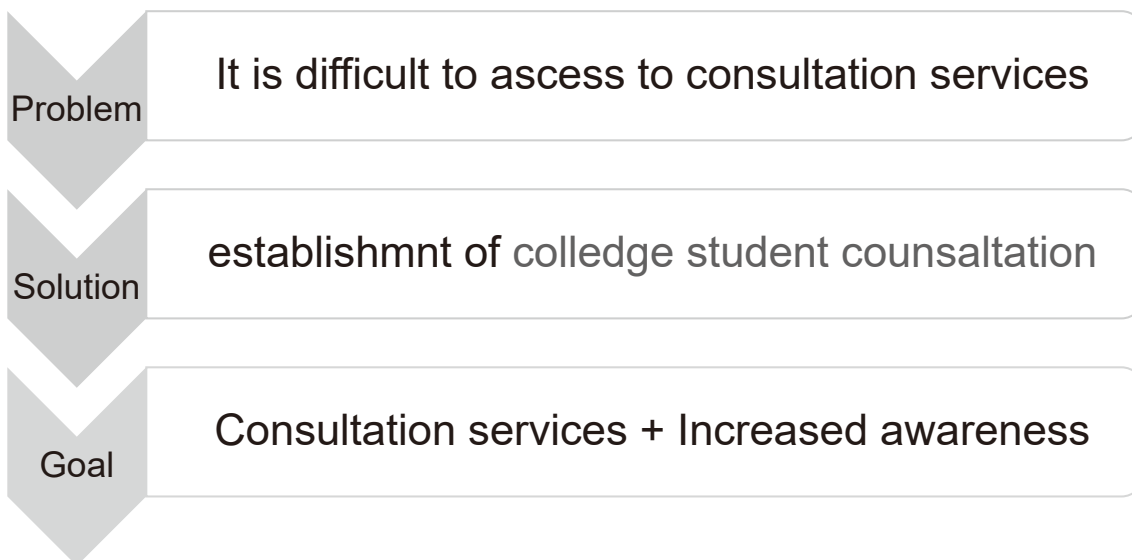 Problem
It is difficult to ascess to consultation services
Solution
establishmnt of colledge student counsaltation
Goal
Consultation services + Increased awareness